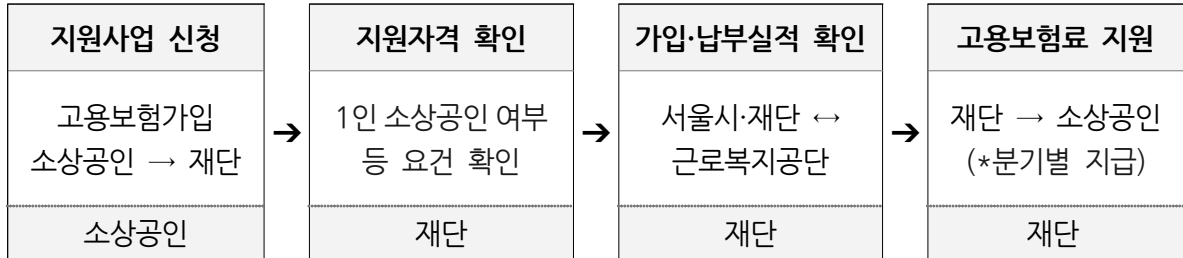 지원사업 신청
고용보험가입
소상공인 → 재단
소상공인
➔
지원자격 확인
1인 소상공인 여부
등 요건 확인
재단
➔
가입·납부실적 확인
서울시·재단 ↔
근로복지공단
재단
➔
고용보험료 지원
재단 → 소상공인
(*분기별 지급)
재단